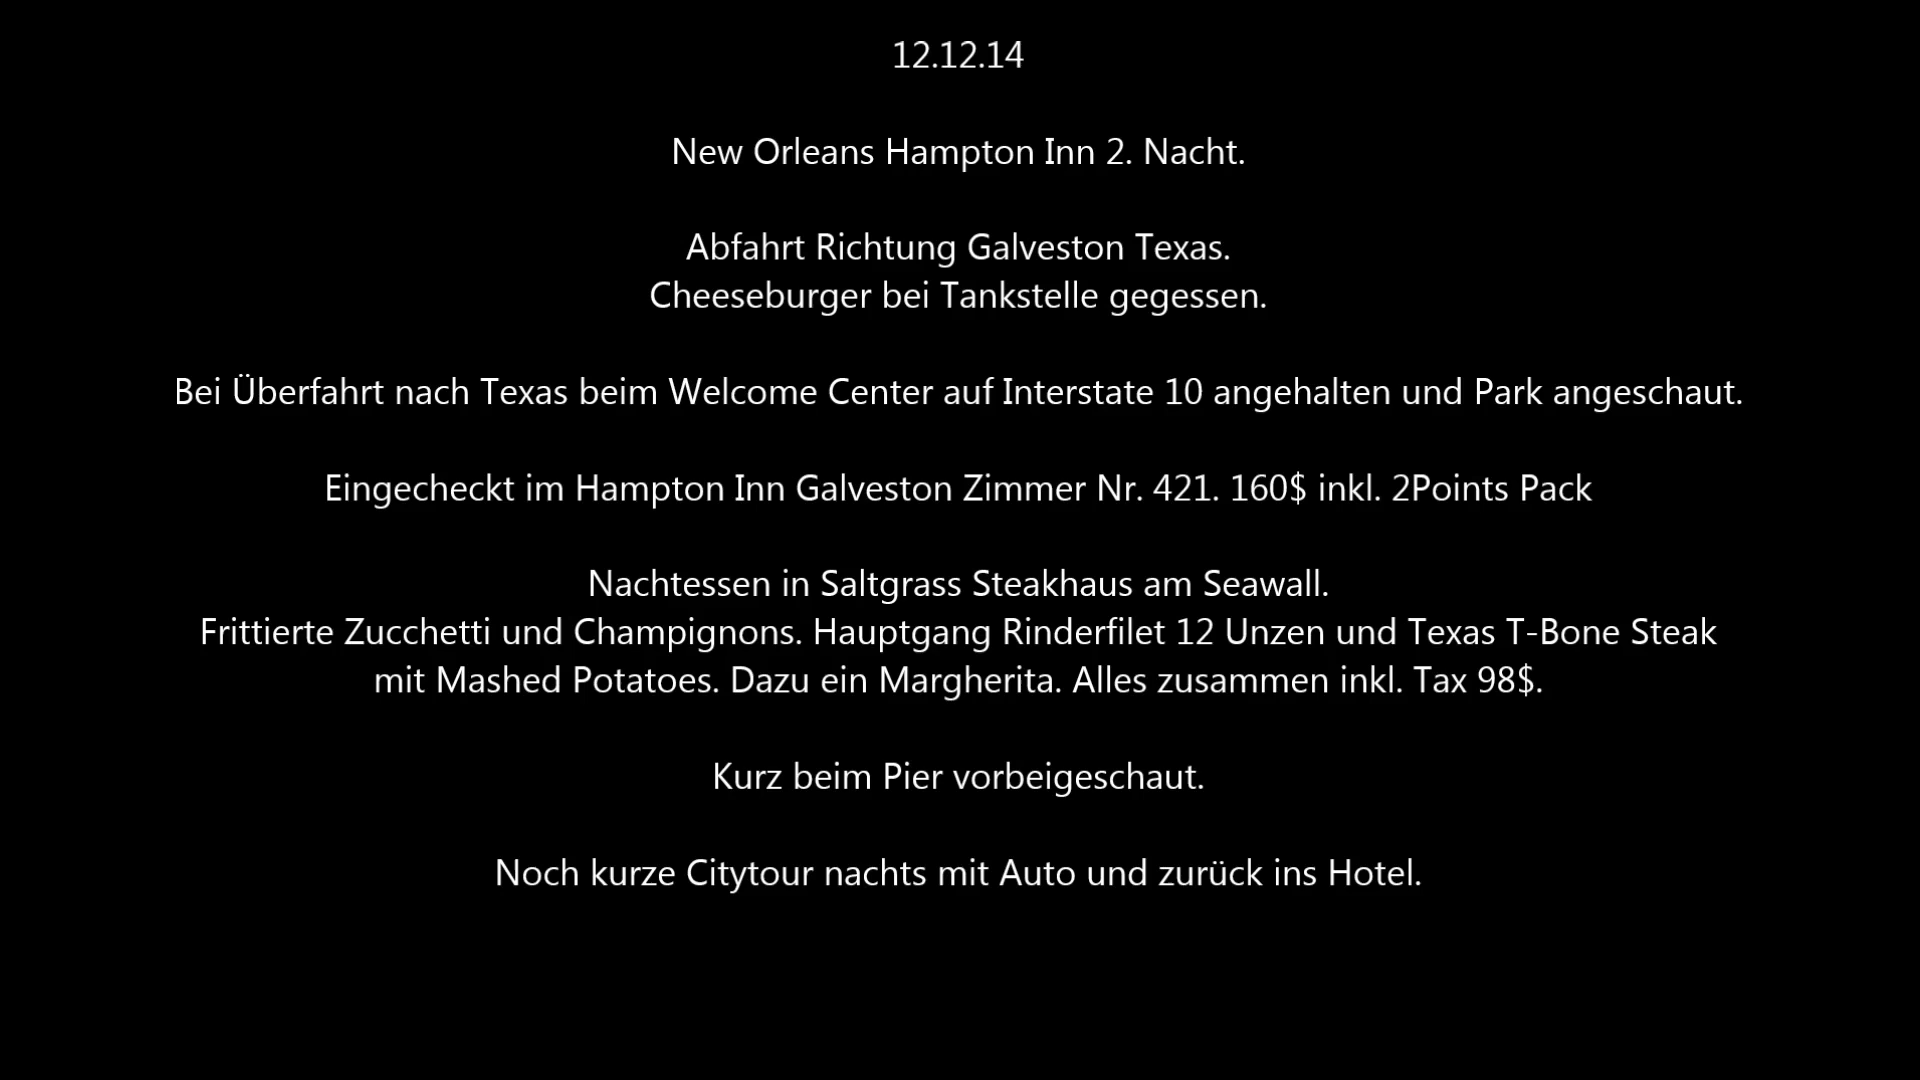 12.12.14
New Orleans Hampton Inn 2. Nacht.
Abfahrt Richtung Galveston Texas.
Cheeseburger bei Tankstelle gegessen.
Bei Überfahrt nach Texas beim Welcome Center auf Interstate 10 angehalten und Park angeschaut.
Eingecheckt im Hampton Inn Galveston Zimmer Nr. 421. 160$ inkl. 2Points Pack
Nachtessen in Saltgrass Steakhaus am Seawall.
Frittierte Zucchetti und Champignons. Hauptgang Rinderfilet 12 Unzen und Texas T-Bone Steak
mit Mashed Potatoes. Dazu ein Margherita. Alles zusammen inkl. Tax 98$.
Kurz beim Pier vorbeigeschaut.
Noch kurze Citytour nachts mit Auto und zurück ins Hotel.